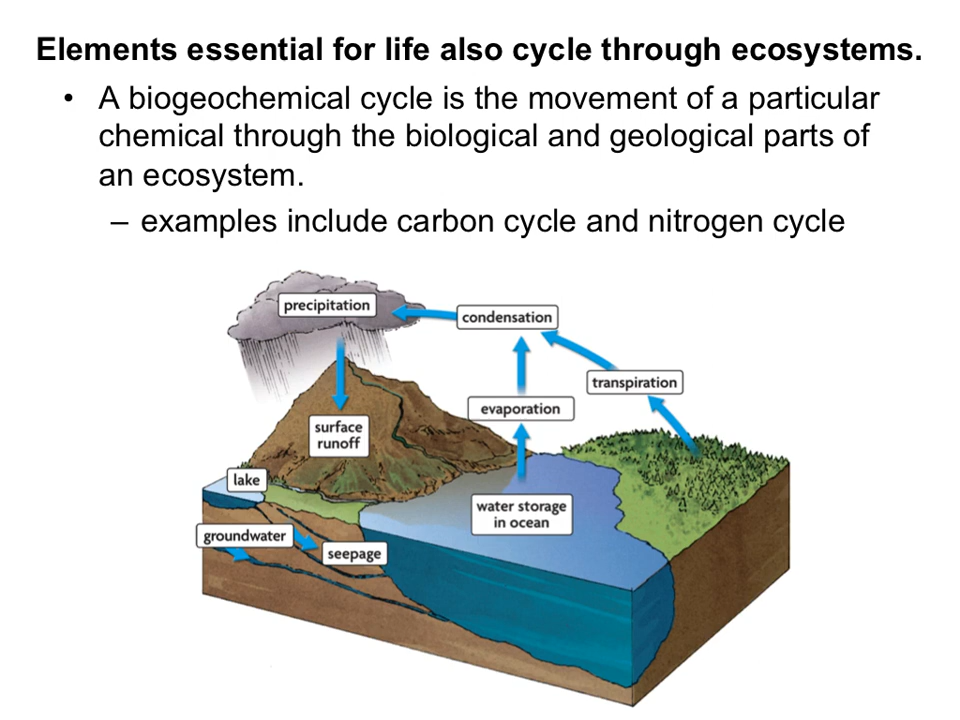 Elements essential for life also cycle through ecosystems.
• A biogeochemical cycle is the movement of a particular
chemical through the biological and geological parts of
an ecosystem.
– examples include carbon cycle and nitrogen cycle
precipitation
condensation
transpiration
evaporation
surface
runoff
lake
water storage
in ocean
groundwater
seepage